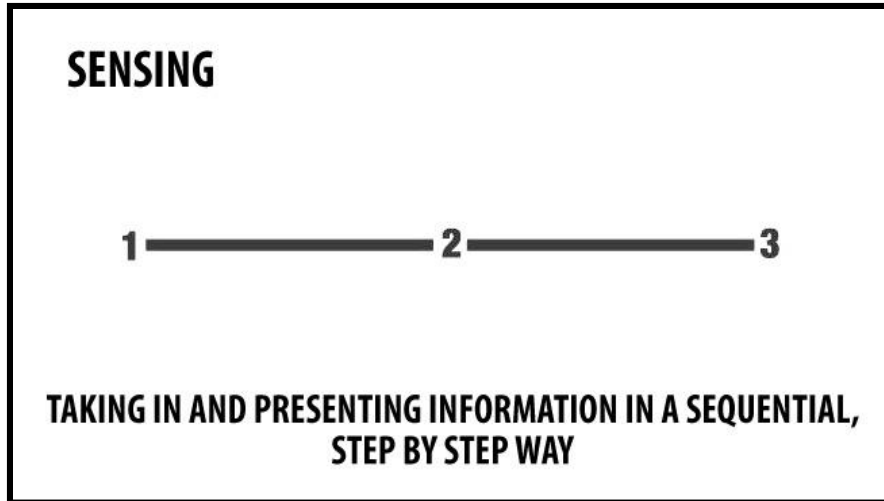 SENSING
1 2 3
TAKING IN AND PRESENTING INFORMATION IN A SEQUENTIAL,
STEP BY STEP WAY